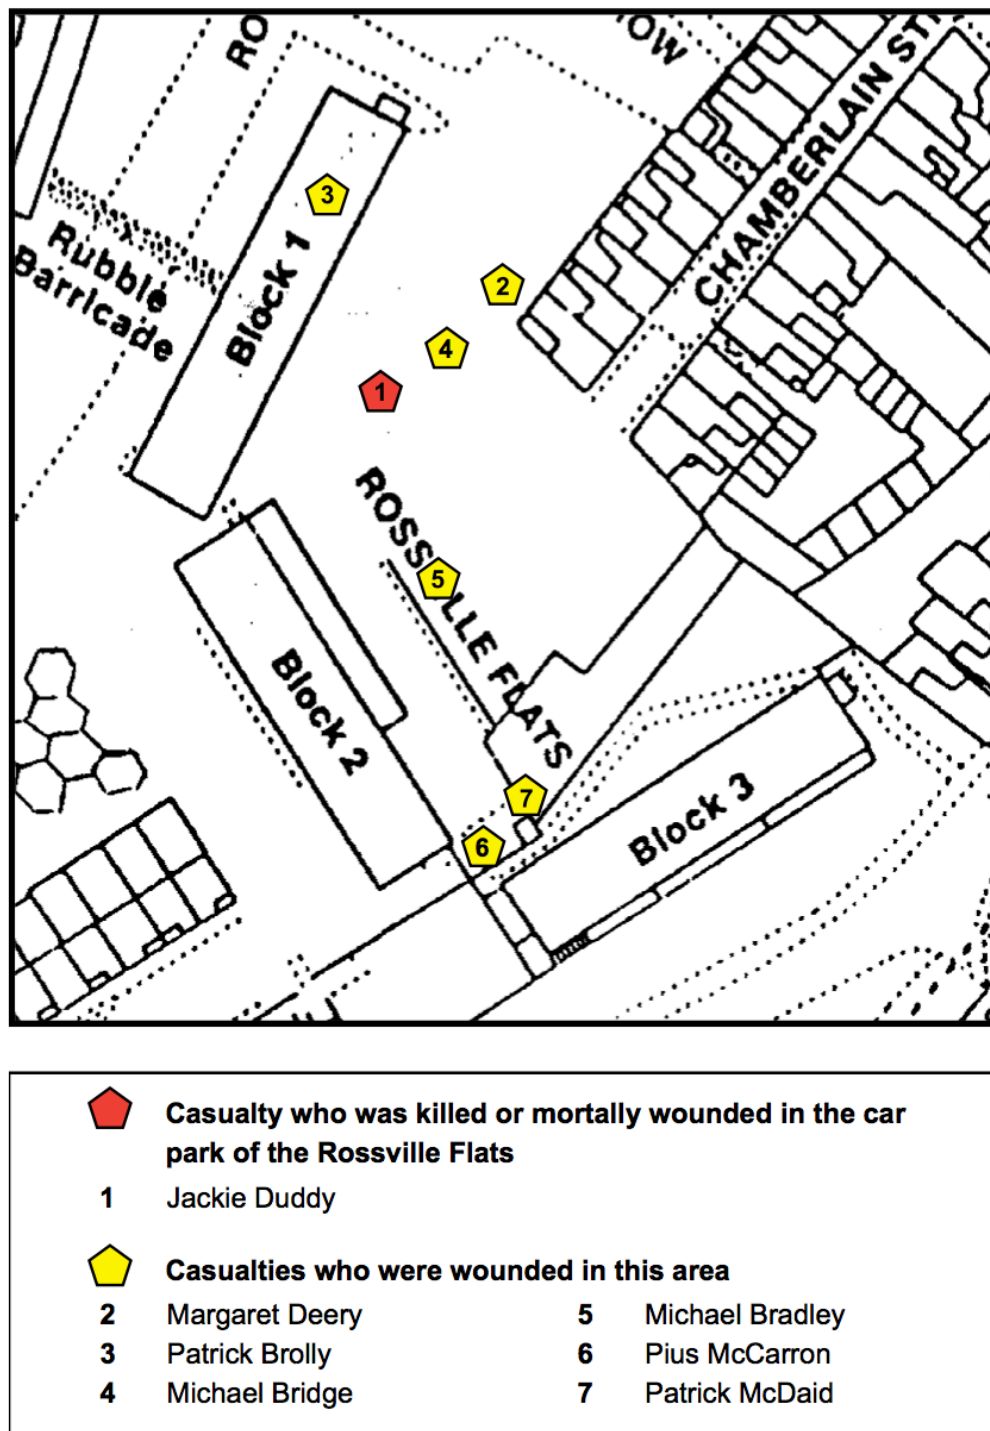 RO
OW
CHAMBERLAIN ST
3
Rubble
Barricade
Block 1
2
4
1
ROSSVILLE FLATS
5
Block 2
7
6
Block 3
Casualty who was killed or mortally wounded in the car
park of the Rossville Flats
1 Jackie Duddy
Casualties who were wounded in this area
2 Margaret Deery 5 Michael Bradley
3 Patrick Brolly 6 Pius McCarron
4 Michael Bridge 7 Patrick McDaid